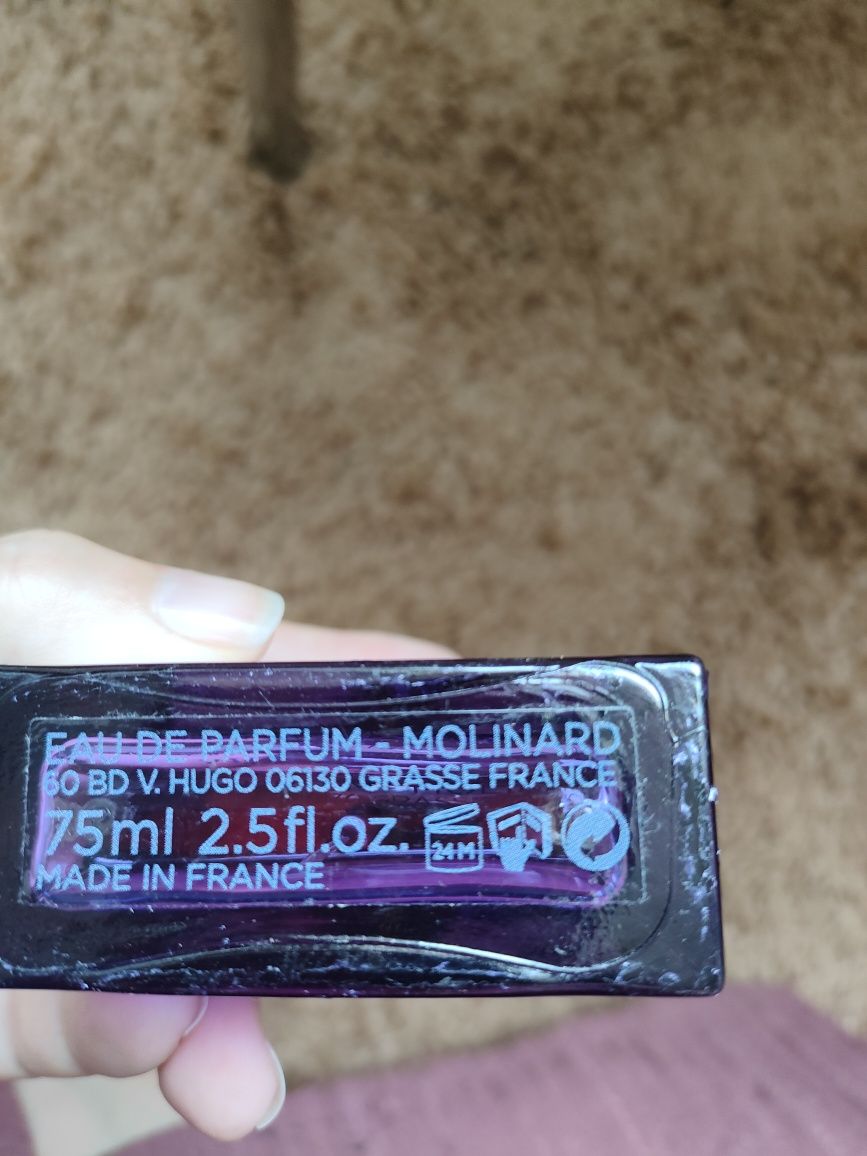 EAU DE PARFUM - MOLINARD
60 BD V. HUGO 06130 GRASSE FRANCE
75ml 2.5fl.oz. 24M
MADE IN FRANCE